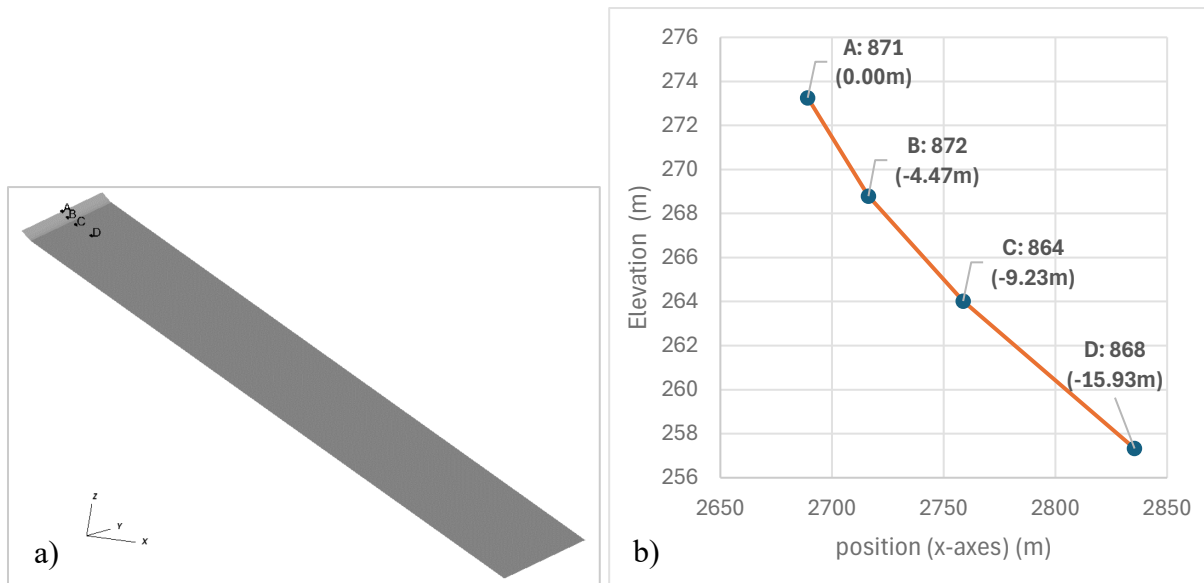 A
B
C
D
z
Y
X
a)
276
274
272
270
268
266
264
262
260
258
256
Elevation (m)
A: 871
(0.00m)
B: 872
(-4.47m)
C: 864
(-9.23m)
D: 868
(-15.93m)
2650
2700
2750
2800
2850
position (x-axes) (m)
b)